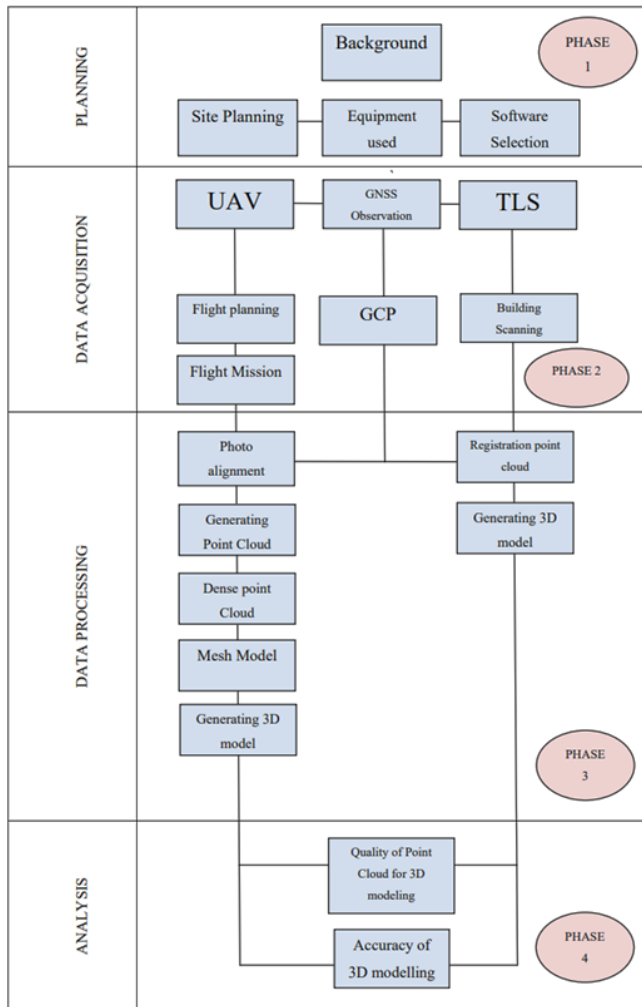 PLANNING
Background
PHASE
1
Site Planning
Equipment
used
Software
Selection
DATA ACQUISITION
UAV
GNSS
Observation
TLS
Flight planning
GCP
Building
Scanning
Flight Mission
PHASE 2
DATA PROCESSING
Photo
alignment
Registration point
cloud
Generating
Point Cloud
Generating 3D
model
Dense point
Cloud
Mesh Model
Generating 3D
model
PHASE
3
ANALYSIS
Quality of Point
Cloud for 3D
modeling
Accuracy of
3D modelling
PHASE
4